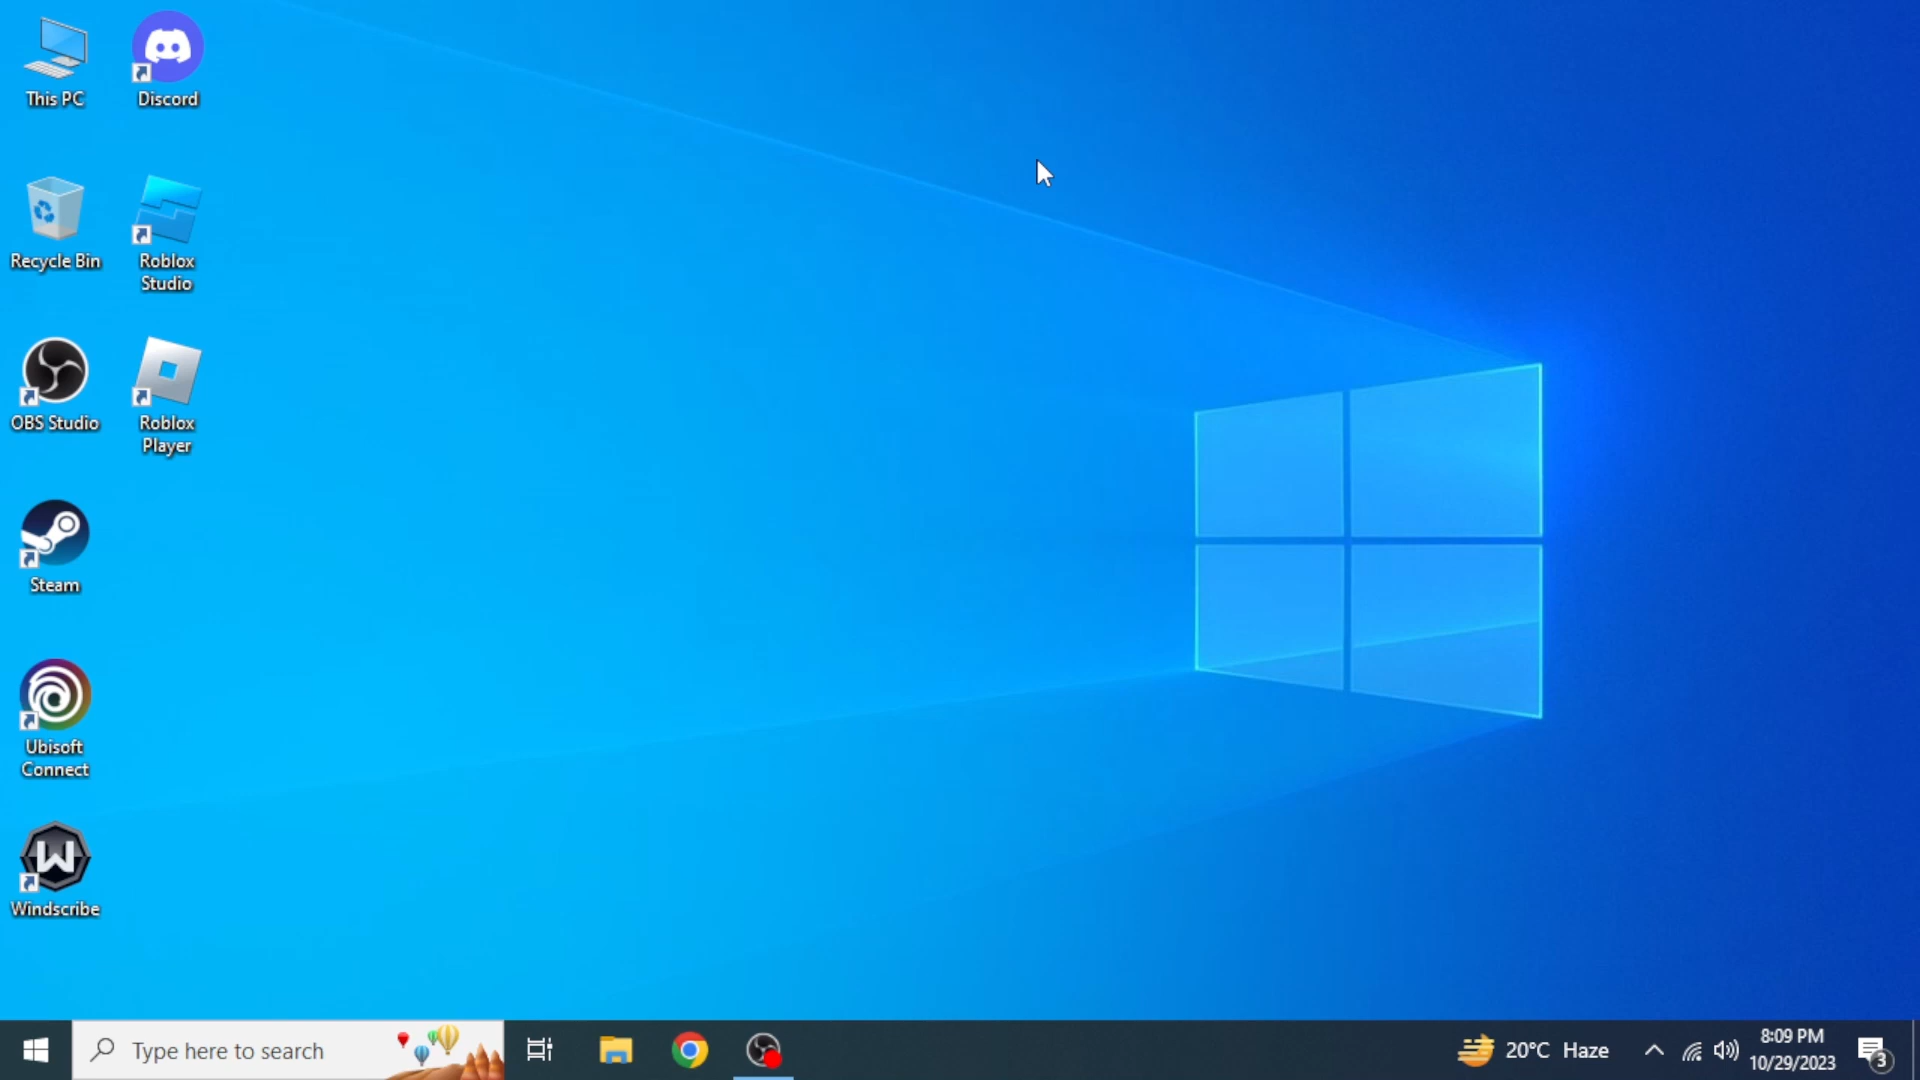 This PC
Discord
Recycle Bin
Roblox
Studio
OBS Studio
Roblox
Player
Steam
Ubisoft
Connect
Windscribe
Type here to search
20°C Haze
8:09 PM
10/29/2023
3